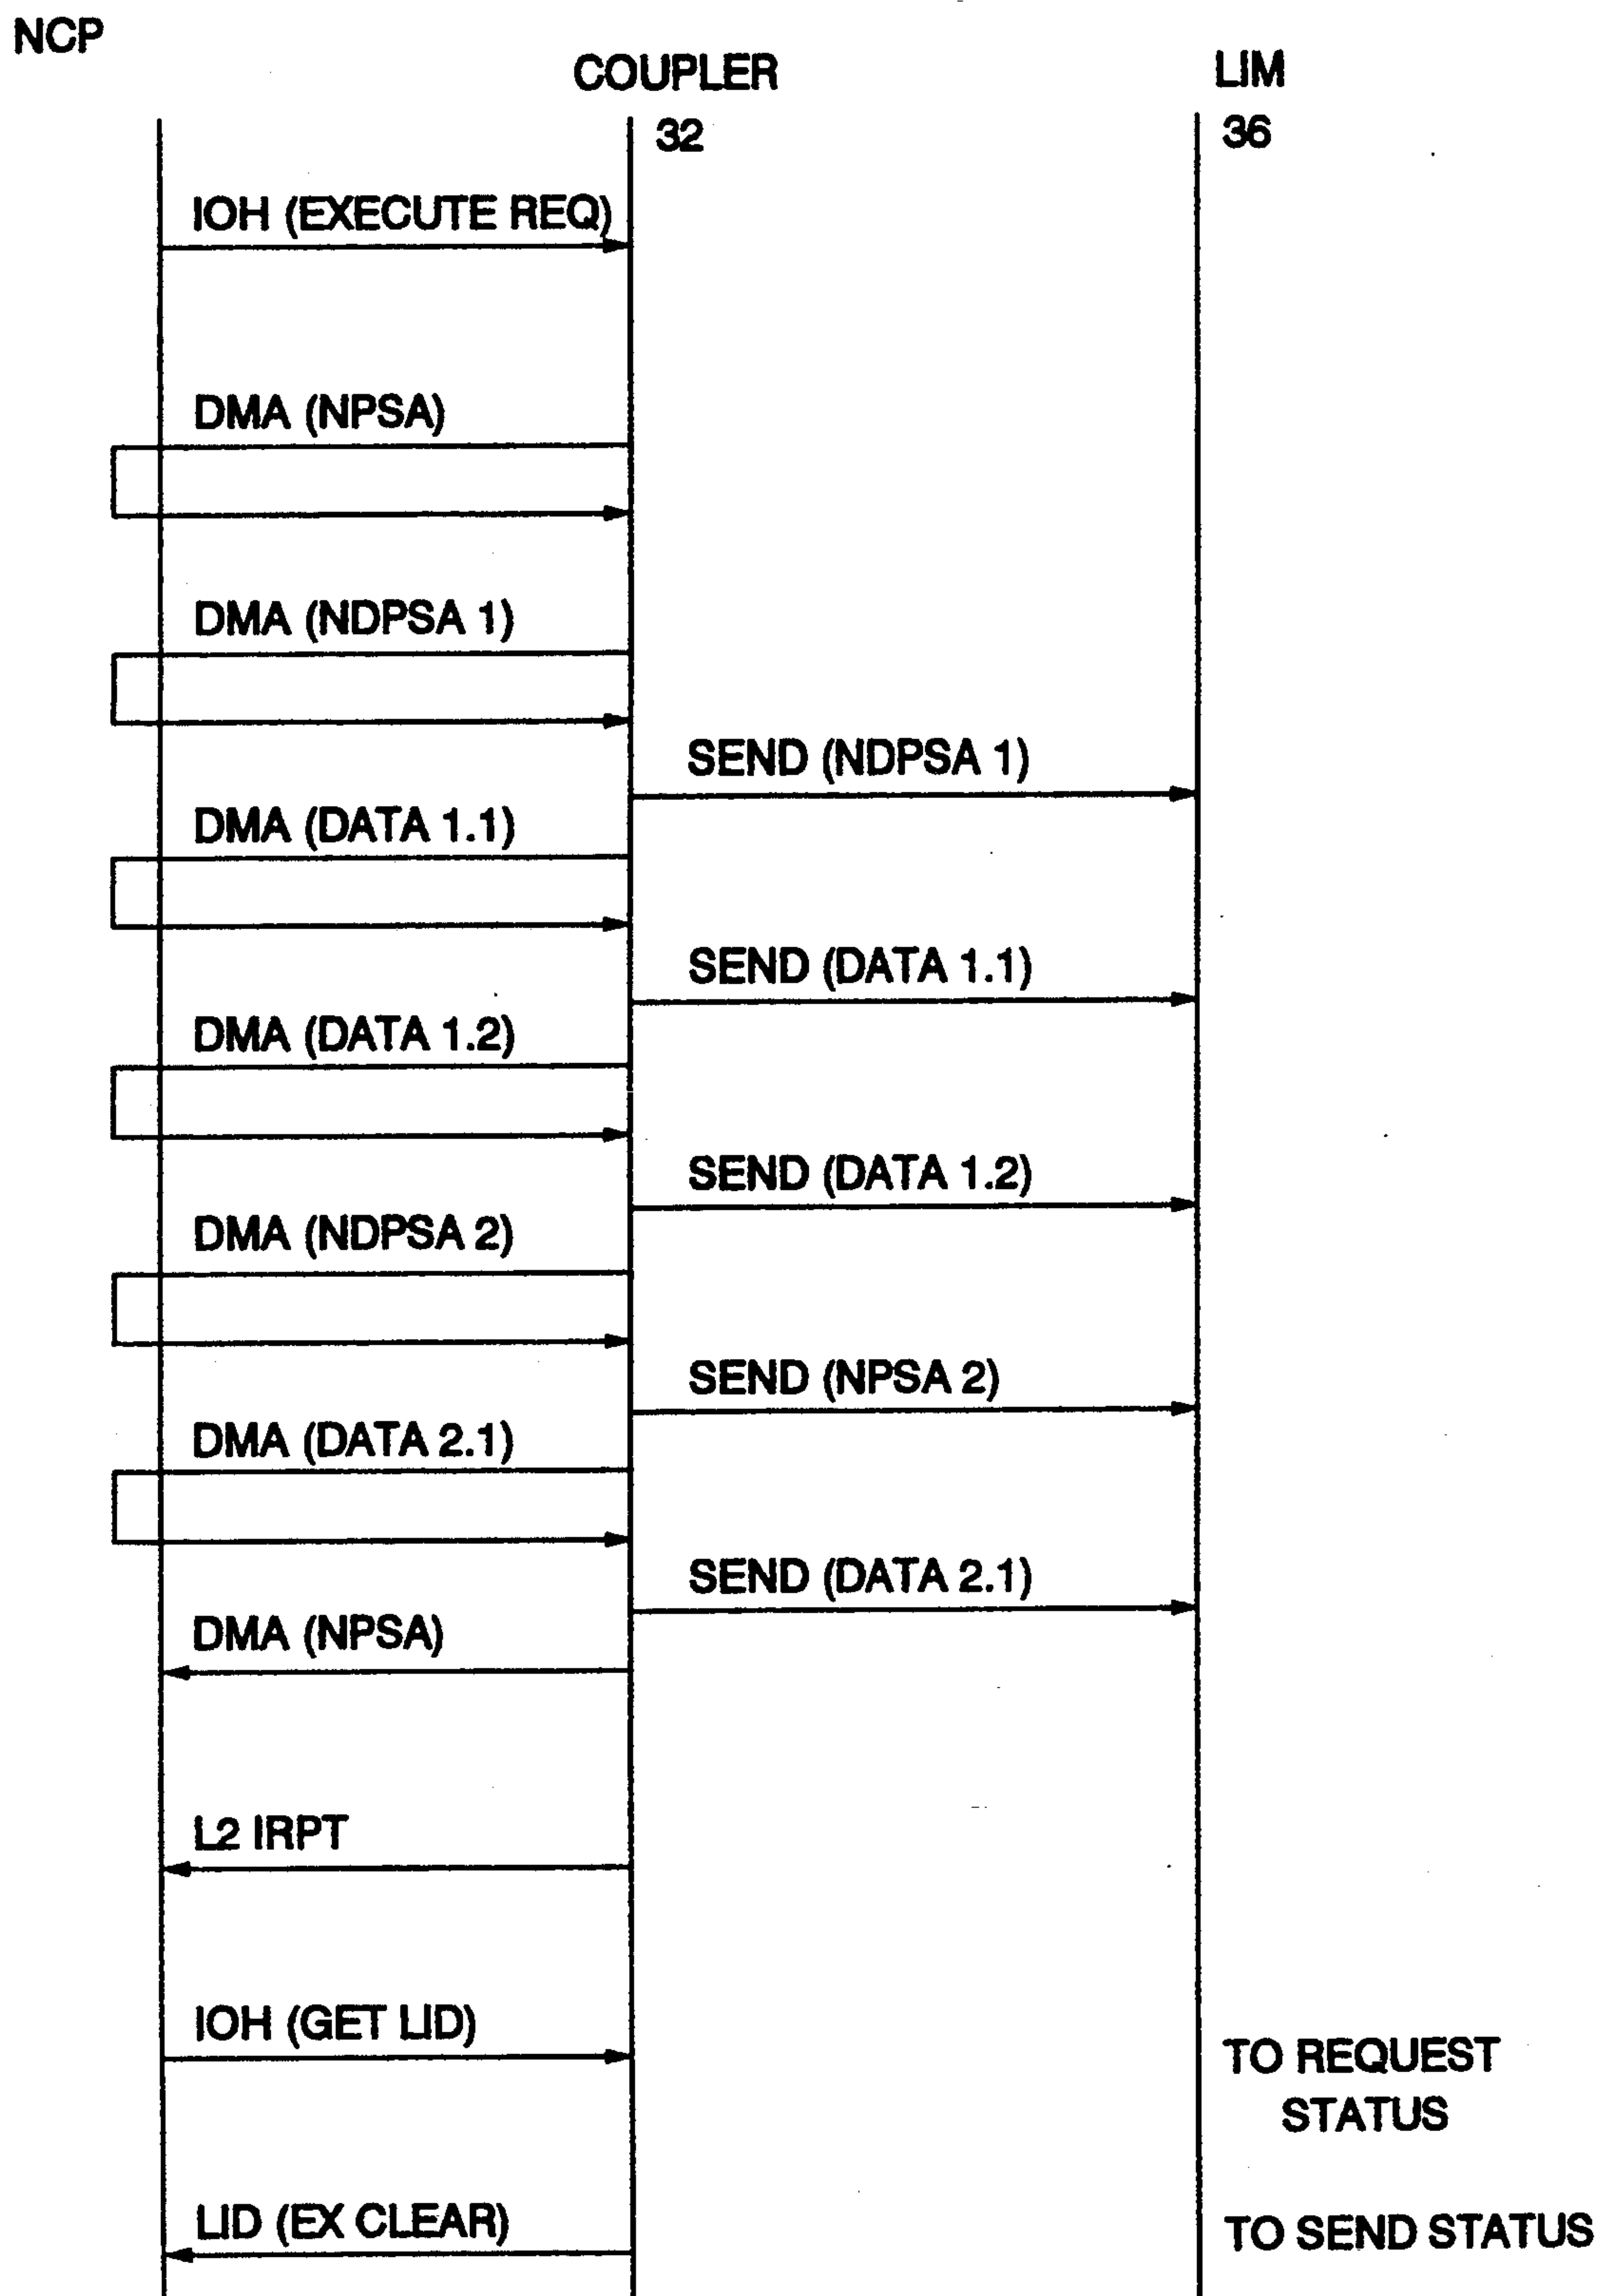 NCP
COUPLER
32
LIM
36
IOH (EXECUTE REQ)
DMA (NPSA)
DMA (NDPSA 1)
SEND (NDPSA 1)
DMA (DATA 1.1)
SEND (DATA 1.1)
DMA (DATA 1.2)
SEND (DATA 1.2)
DMA (NDPSA 2)
SEND (NPSA 2)
DMA (DATA 2.1)
SEND (DATA 2.1)
DMA (NPSA)
L2 IRPT
IOH (GET LID)
TO REQUEST
STATUS
LID (EX CLEAR)
TO SEND STATUS